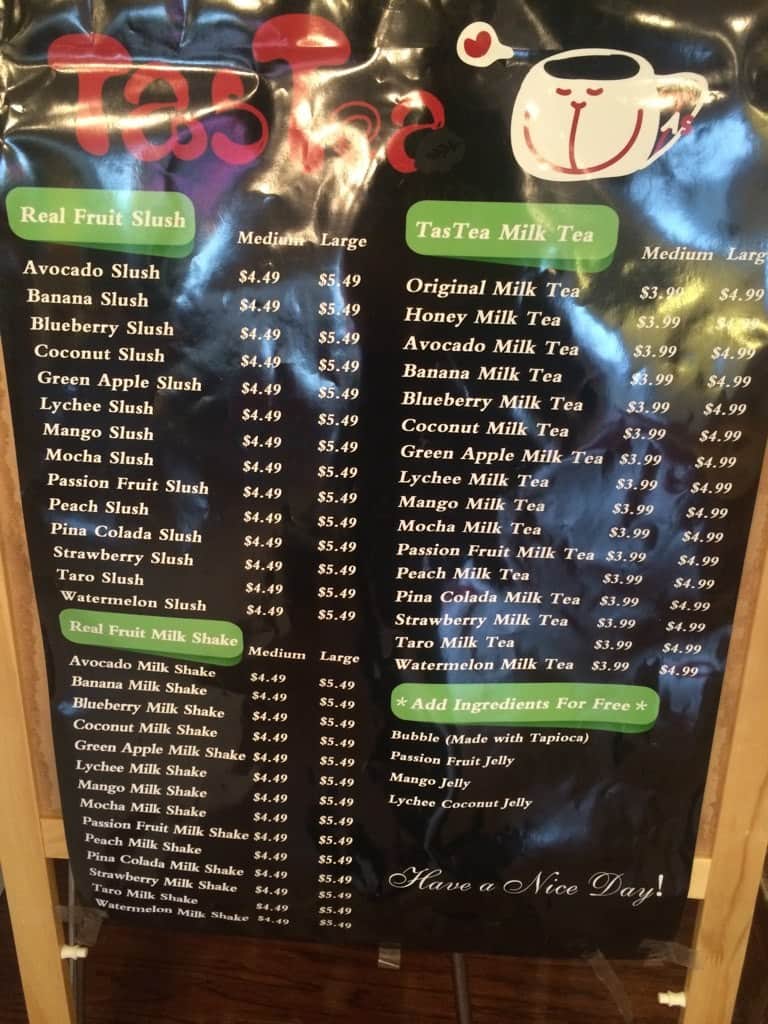 TasTea
Real Fruit Slush
Medium Large
Avocado Slush $4.49 $5.49
Banana Slush $4.49 $5.49
Blueberry Slush $4.49 $5.49
Coconut Slush $4.49 $5.49
Green Apple Slush $4.49 $5.49
Lychee Slush $4.49 $5.49
Mango Slush $4.49 $5.49
Mocha Slush $4.49 $5.49
Passion Fruit Slush $4.49 $5.49
Peach Slush $4.49 $5.49
Pina Colada Slush $4.49 $5.49
Strawberry Slush $4.49 $5.49
Taro Slush $4.49 $5.49
Watermelon Slush $4.49 $5.49
Real Fruit Milk Shake
Medium Large
Avocado Milk Shake $4.49 $5.49
Banana Milk Shake $4.49 $5.49
Blueberry Milk Shake $4.49 $5.49
Coconut Milk Shake $4.49 $5.49
Green Apple Milk Shake $4.49 $5.49
Lychee Milk Shake $4.49 $5.49
Mango Milk Shake $4.49 $5.49
Mocha Milk Shake $4.49 $5.49
Passion Fruit Milk Shake $4.49 $5.49
Peach Milk Shake $4.49 $5.49
Pina Colada Milk Shake $4.49 $5.49
Strawberry Milk Shake $4.49 $5.49
Taro Milk Shake $4.49 $5.49
Watermelon Milk Shake $4.49 $5.49
TasTea Milk Tea
Medium Larg
Original Milk Tea $3.99 $4.99
Honey Milk Tea $3.99 $4.99
Avocado Milk Tea $3.99 $4.99
Banana Milk Tea $3.99 $4.99
Blueberry Milk Tea $3.99 $4.99
Coconut Milk Tea $3.99 $4.99
Green Apple Milk Tea $3.99 $4.99
Lychee Milk Tea $3.99 $4.99
Mango Milk Tea $3.99 $4.99
Mocha Milk Tea $3.99 $4.99
Passion Fruit Milk Tea $3.99 $4.99
Peach Milk Tea $3.99 $4.99
Pina Colada Milk Tea $3.99 $4.99
Strawberry Milk Tea $3.99 $4.99
Taro Milk Tea $3.99 $4.99
Watermelon Milk Tea $3.99 $4.99
*Add Ingredients For Free*
Bubble (Made with Tapioca)
Passion Fruit Jelly
Mango Jelly
Lychee Coconut Jelly
Have a Nice Day!